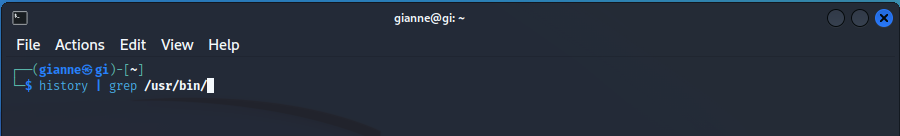 gianne@gi: ~
File Actions Edit View Help
┌──(gianne㉿gi)-[~]
└─$ history | grep /usr/bin/